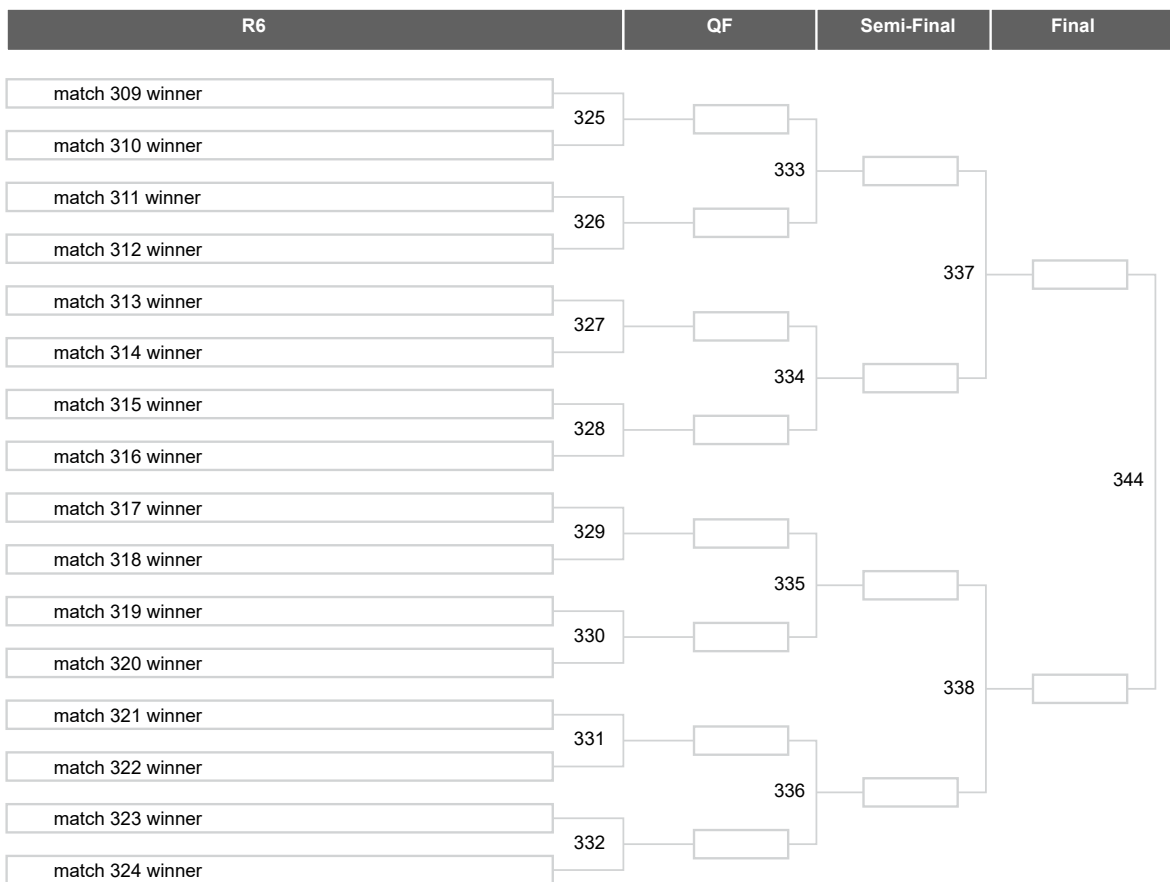 R6 QF Semi-Final Final
match 309 winner
325
match 310 winner
333
match 311 winner
326
match 312 winner
337
match 313 winner
327
match 314 winner
334
match 315 winner
328
match 316 winner
344
match 317 winner
329
match 318 winner
335
match 319 winner
330
match 320 winner
338
match 321 winner
331
match 322 winner
336
match 323 winner
332
match 324 winner